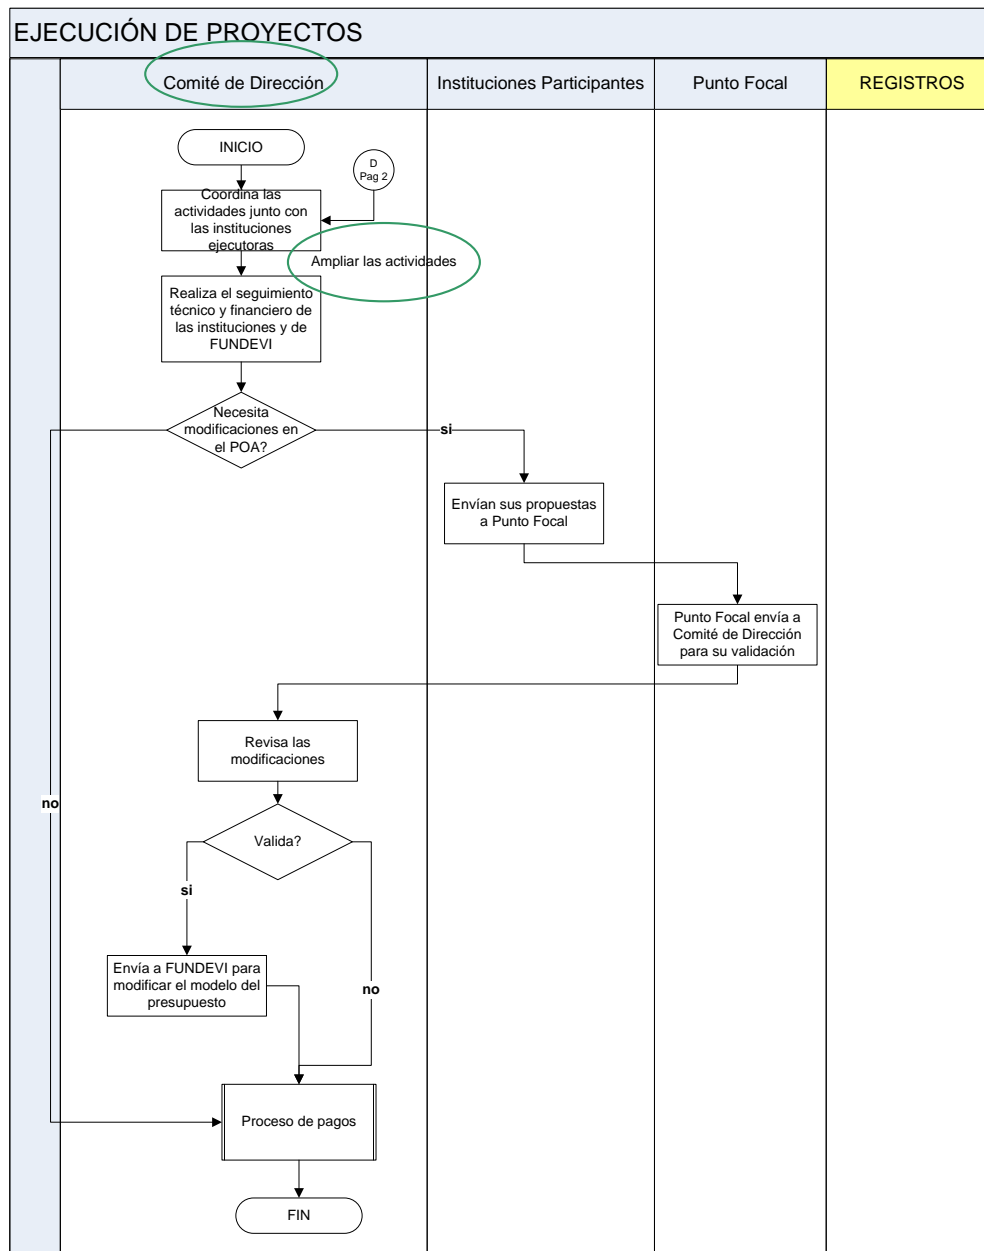 EJECUCIÓN DE PROYECTOS
Comité de Dirección
Instituciones Participantes
Punto Focal
REGISTROS
INICIO
D
Pag 2
Coordina las
actividades junto con
las instituciones
ejecutoras
Ampliar las actividades
Realiza el seguimiento
técnico y financiero de
las instituciones y de
FUNDEVI
Necesita
modificaciones en
el POA?
si
Envían sus propuestas
a Punto Focal
Punto Focal envía a
Comité de Dirección
para su validación
Revisa las
modificaciones
no
Valida?
si
Envía a FUNDEVI para
modificar el modelo del
presupuesto
no
Proceso de pagos
FIN